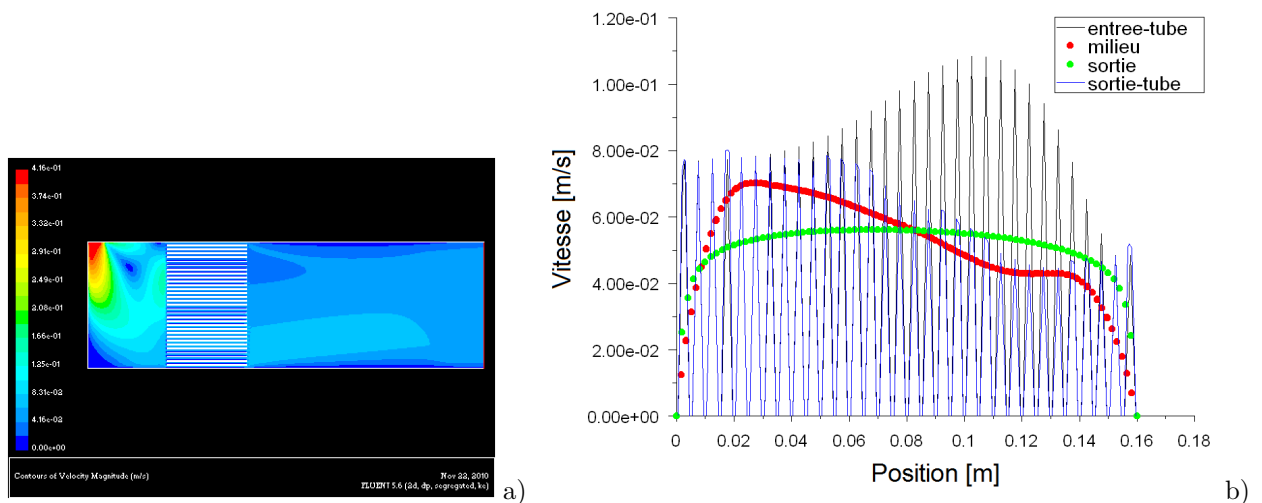 4.16e-01
3.74e-01
3.32e-01
2.91e-01
2.49e-01
2.08e-01
1.66e-01
1.25e-01
8.31e-02
4.16e-02
0.00e+00
Contours of Velocity Magnitude (m/s)
Nov 22, 2010
FLUENT 5.6 (2d, dp, segregated, ke)
a)
1.20e-01
1.00e-01
8.00e-02
6.00e-02
4.00e-02
2.00e-02
0.00e+00
Vitesse [m/s]
entree-tube
milieu
sortie
sortie-tube
0 0.02 0.04 0.06 0.08 0.1 0.12 0.14 0.16 0.18
Position [m]
b)